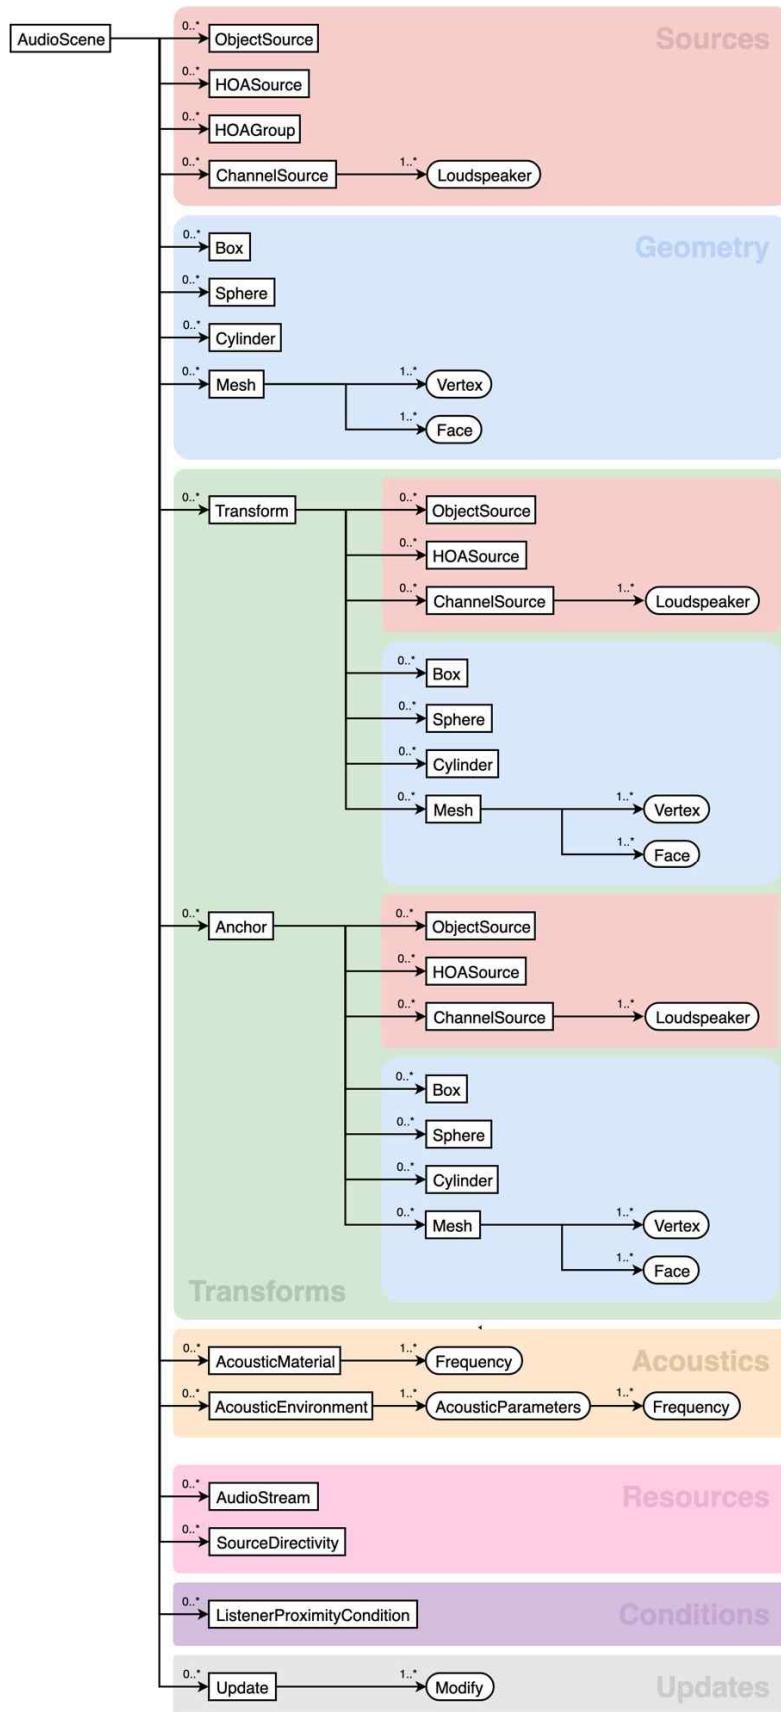 AudioScene
0..* ObjectSource Sources
0..* HOASource
0..* HOAGroup
0..* ChannelSource 1..* Loudspeaker
0..* Box Geometry
0..* Sphere
0..* Cylinder
0..* Mesh 1..* Vertex
1..* Face
0..* Transform 0..* ObjectSource
0..* HOASource
0..* ChannelSource 1..* Loudspeaker
0..* Box
0..* Sphere
0..* Cylinder
0..* Mesh 1..* Vertex
1..* Face
0..* Anchor 0..* ObjectSource
0..* HOASource
0..* ChannelSource 1..* Loudspeaker
0..* Box
0..* Sphere
0..* Cylinder
0..* Mesh 1..* Vertex
1..* Face
Transforms
0..* AcousticMaterial 1..* Frequency Acoustics
0..* AcousticEnvironment 1..* AcousticParameters 1..* Frequency
0..* AudioStream Resources
0..* SourceDirectivity
0..* ListenerProximityCondition Conditions
0..* Update 1..* Modify Updates